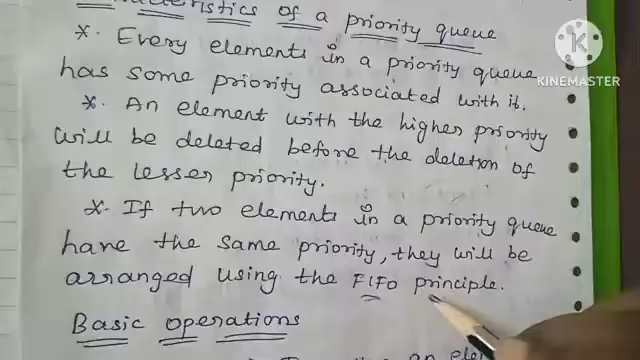 characteristics of a priority queue
*. Every elements in a priority queue
has some priority associated with it.
*. An element with the higher priority
will be deleted before the deletion of
the lesser priority.
*. If two elements in a priority queue
have the same priority, they will be
arranged using the FIFO principle.
Basic operations
an ele
KINEMASTER